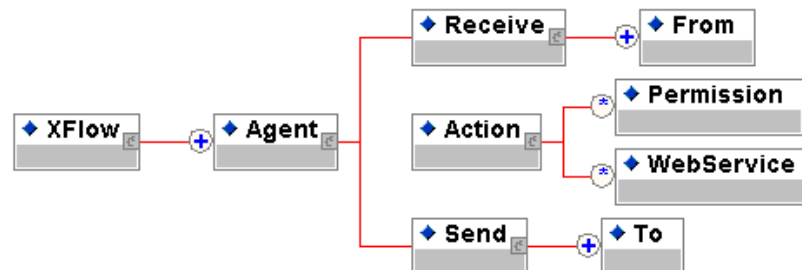 Receive
From
Permission
XFlow
Agent
Action
WebService
Send
To